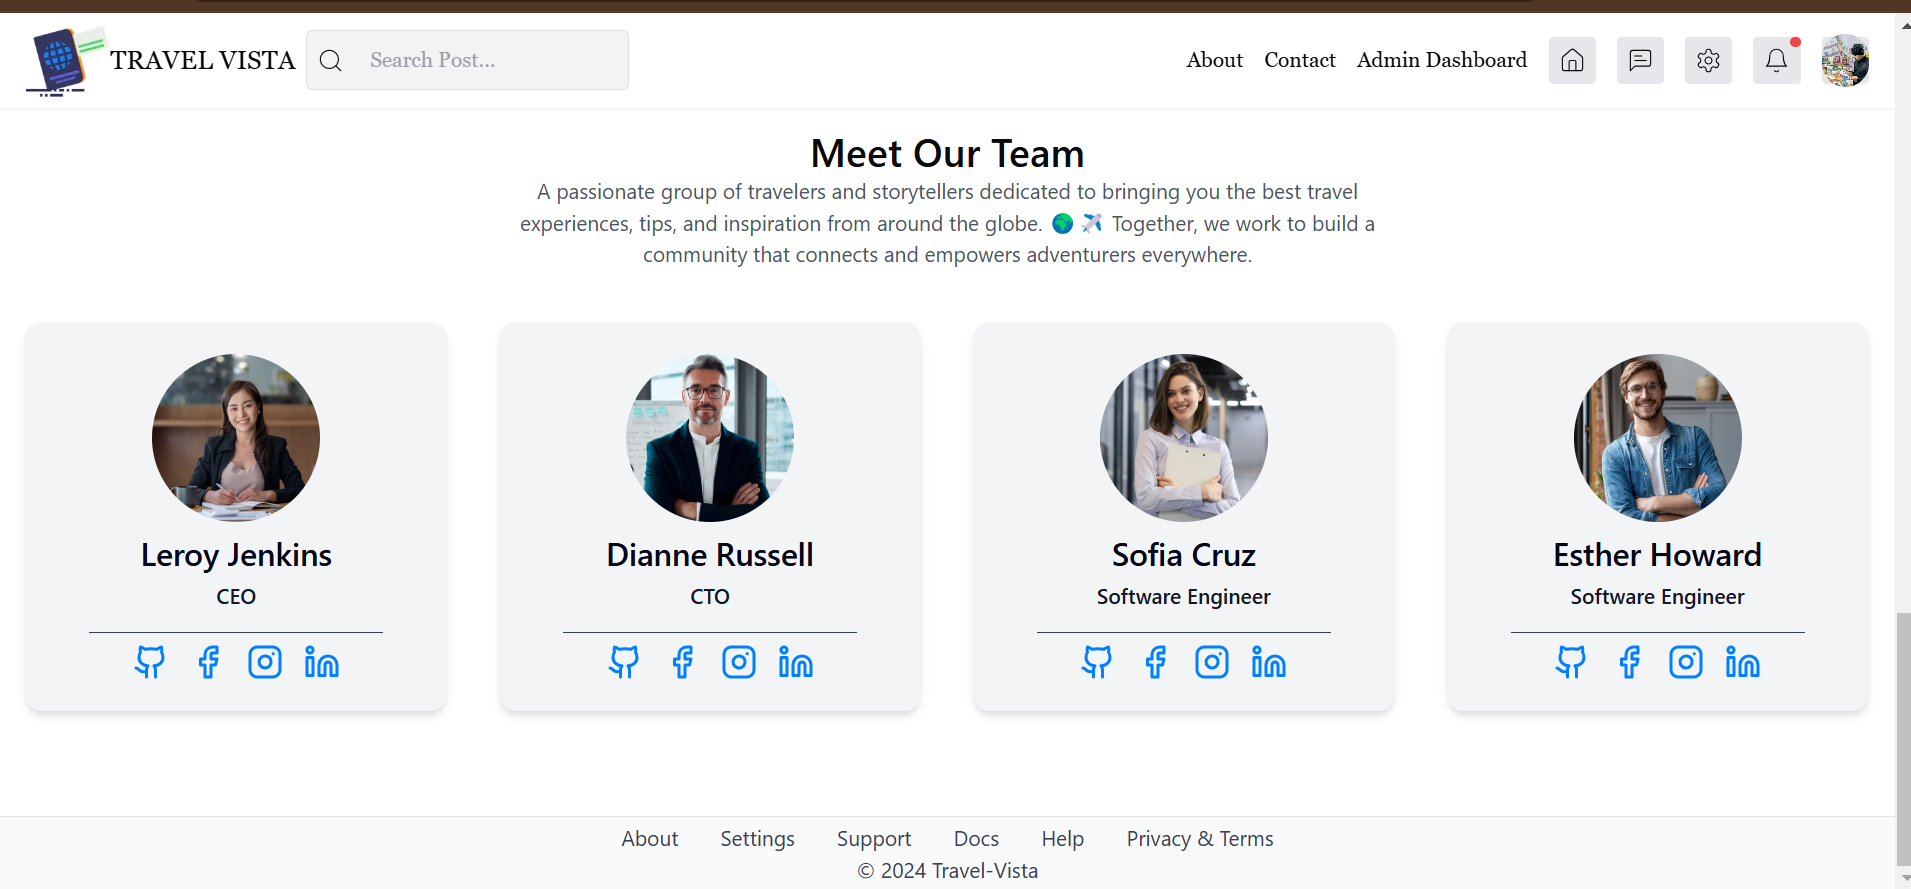 TRAVEL VISTA
Search Post...
About
Contact
Admin Dashboard
Meet Our Team
A passionate group of travelers and storytellers dedicated to bringing you the best travel
experiences, tips, and inspiration from around the globe. 🌍 ✈️ Together, we work to build a
community that connects and empowers adventurers everywhere.
Leroy Jenkins
CEO
Dianne Russell
CTO
Sofia Cruz
Software Engineer
Esther Howard
Software Engineer
About Settings Support Docs Help Privacy & Terms
© 2024 Travel-Vista